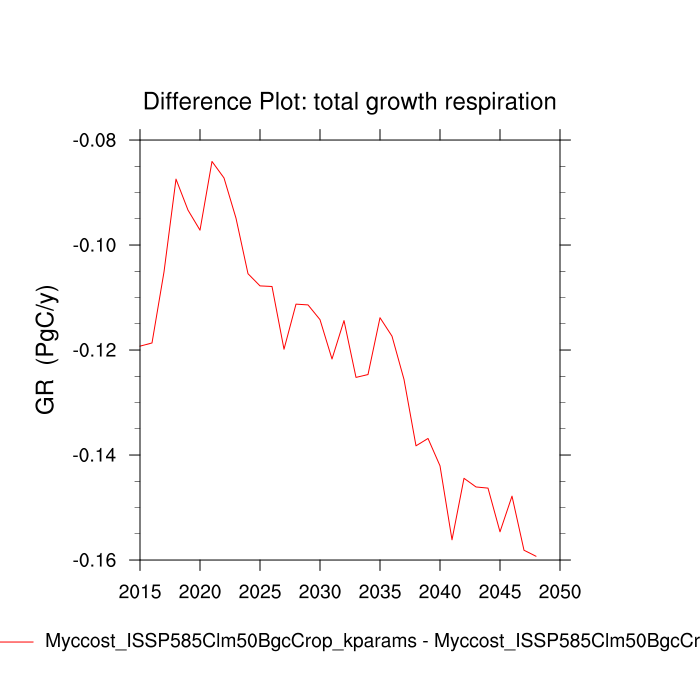 Difference Plot: total growth respiration
-0.08
-0.10
-0.12
-0.14
-0.16
GR (PgC/y)
2015 2020 2025 2030 2035 2040 2045 2050
Myccost_ISSP585Clm50BgcCrop_kparams - Myccost_ISSP585Clm50BgcCr